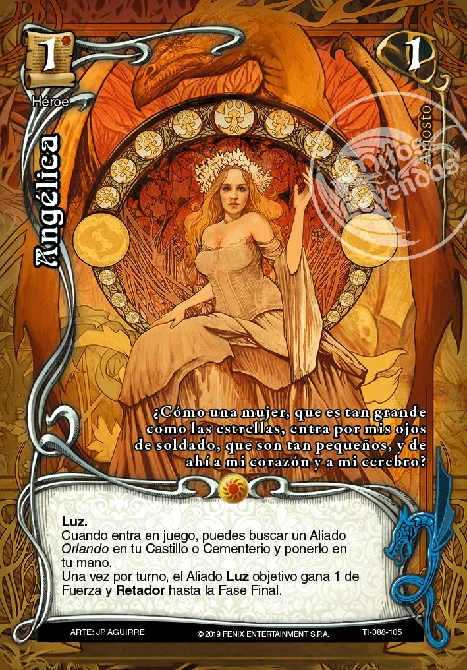 1
1
Héroe
Angosto
Mitos
Leyendas
Angélica
¿Cómo una mujer, que es tan grande
como las estrellas, entra por mis ojos
de soldado, que son tan pequeños, y de
ahí a mi corazón y a mi cerebro?
Luz.
Cuando entra en juego, puedes buscar un Aliado
Orlando en tu Castillo o Cementerio y ponerlo en
tu mano.
Una vez por turno, el Aliado Luz objetivo gana 1 de
Fuerza y Retador hasta la Fase Final.
ARTE: JP AGUIRRE
© 2019 FENIX ENTERTAINMENT S.P.A.
TI-088-105